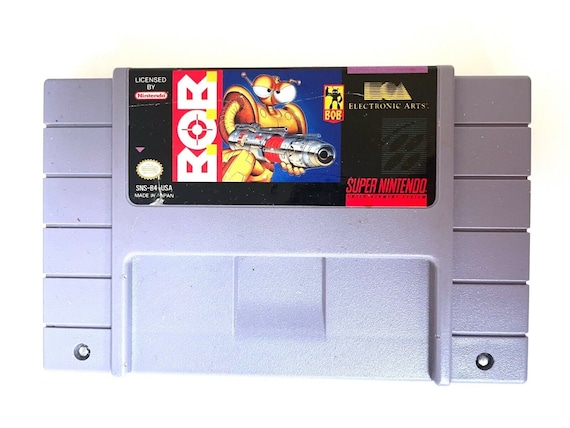 LICENSED
BY
Nintendo
B.O.B.
SNS-B4-USA
MADE IN JAPAN
BOB
ELECTRONIC ARTS®
SUPER NINTENDO